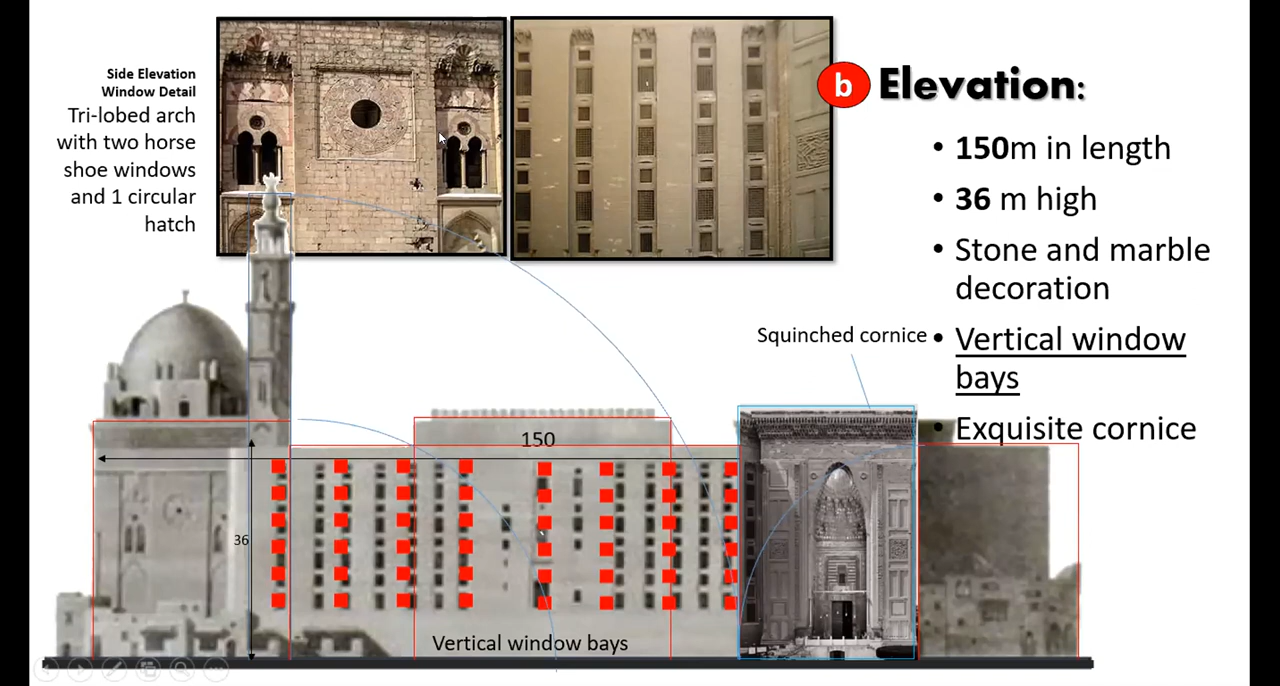 Side Elevation
Window Detail
Tri-lobed arch
with two horse
shoe windows
and 1 circular
hatch
b
Elevation:
• 150m in length
• 36 m high
• Stone and marble
decoration
• Vertical window
bays
• Exquisite cornice
Squinched cornice
150
36
Vertical window bays